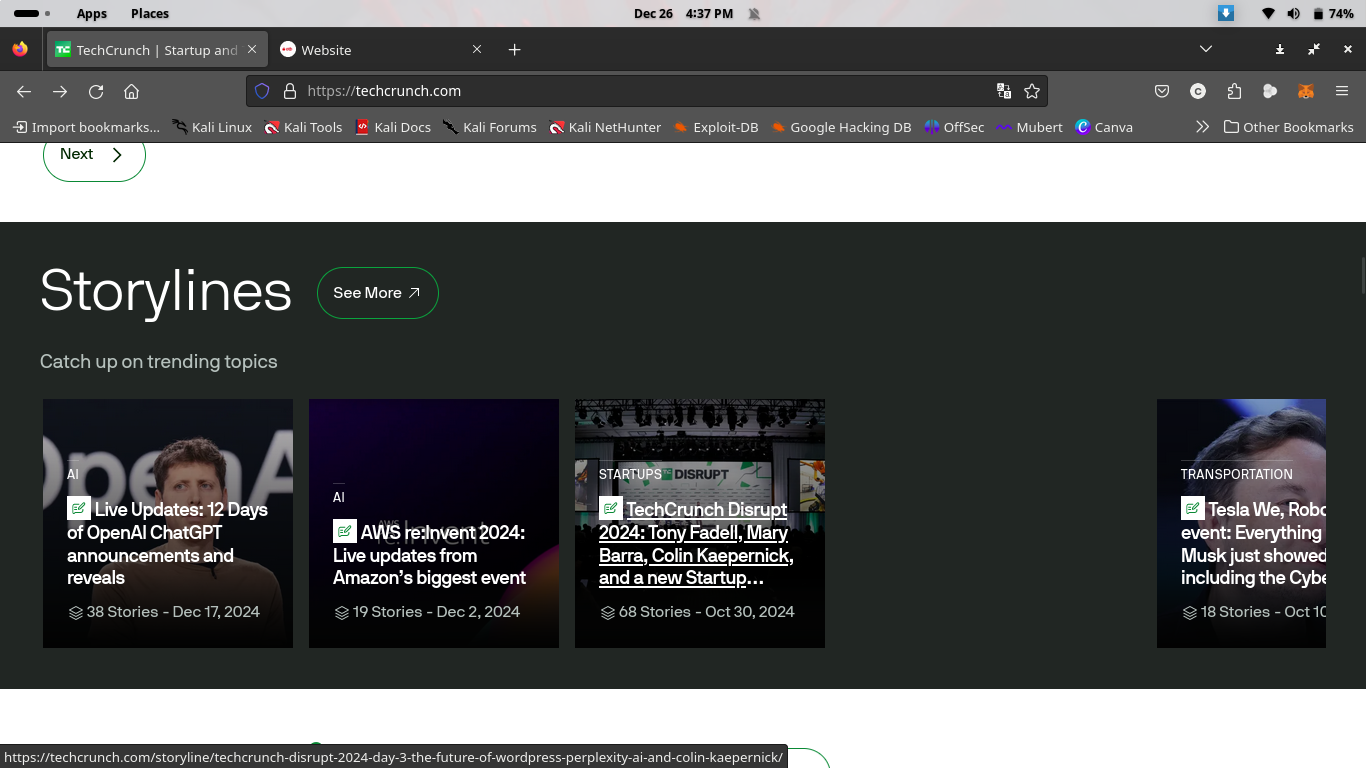 Apps Places Dec 26 4:37 PM 74%
TechCrunch | Startup and Website
https://techcrunch.com
Import bookmarks... Kali Linux Kali Tools Kali Docs Kali Forums Kali NetHunter Exploit-DB Google Hacking DB OffSec Mubert Canva Other Bookmarks
Next
Storylines See More
Catch up on trending topics
OpenA
AI
Live Updates: 12 Days
of OpenAI ChatGPT
announcements and
reveals
38 Stories - Dec 17, 2024
AI
AWS re:Invent 2024:
Live updates from
Amazon’s biggest event
19 Stories - Dec 2, 2024
DISRUPT
STARTUPS
TechCrunch Disrupt
2024: Tony Fadell, Mary
Barra, Colin Kaepernick,
and a new Startup...
68 Stories - Oct 30, 2024
TRANSPORTATION
Tesla We, Robo
event: Everything
Musk just showed
including the Cybe
18 Stories - Oct 10
https://techcrunch.com/storyline/techcrunch-disrupt-2024-day-3-the-future-of-wordpress-perplexity-ai-and-colin-kaepernick/